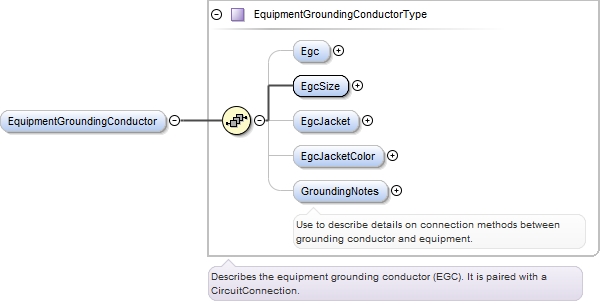 EquipmentGroundingConductorType
Egc
EgcSize
EquipmentGroundingConductor
EgcJacket
EgcJacketColor
GroundingNotes
Use to describe details on connection methods between
grounding conductor and equipment.
Describes the equipment grounding conductor (EGC). It is paired with a
CircuitConnection.